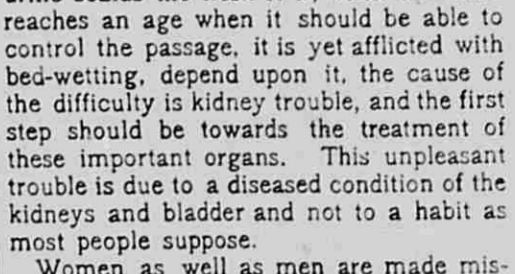 reaches an age when it should be able to
control the passage, it is yet afflicted with
bed-wetting, depend upon it, the cause of
the difficulty is kidney trouble, and the first
step should be towards the treatment of
these important organs. This unpleasant
trouble is due to a diseased condition of the
kidneys and bladder and not to a habit as
most people suppose.
Women as well as men are made mis-